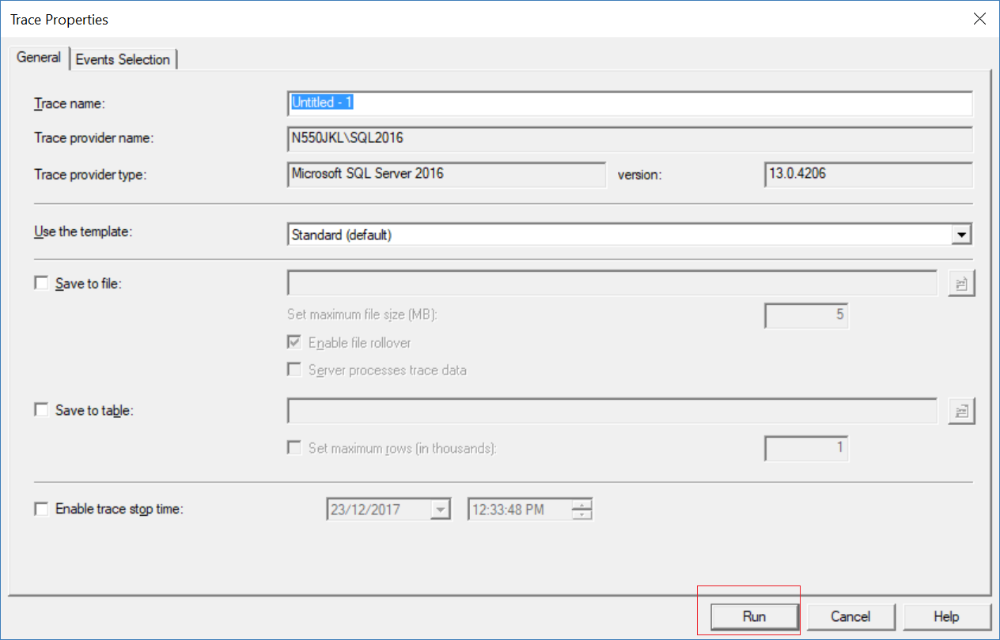 Trace Properties
General Events Selection
Trace name: Untitled - 1
Trace provider name: N550JKL\SQL2016
Trace provider type: Microsoft SQL Server 2016 version: 13.0.4206
Use the template: Standard (default)
Save to file:
Set maximum file size (MB): 5
Enable file rollover
Server processes trace data
Save to table:
Set maximum rows (in thousands): 1
Enable trace stop time: 23/12/2017 12:33:48 PM
Run Cancel Help